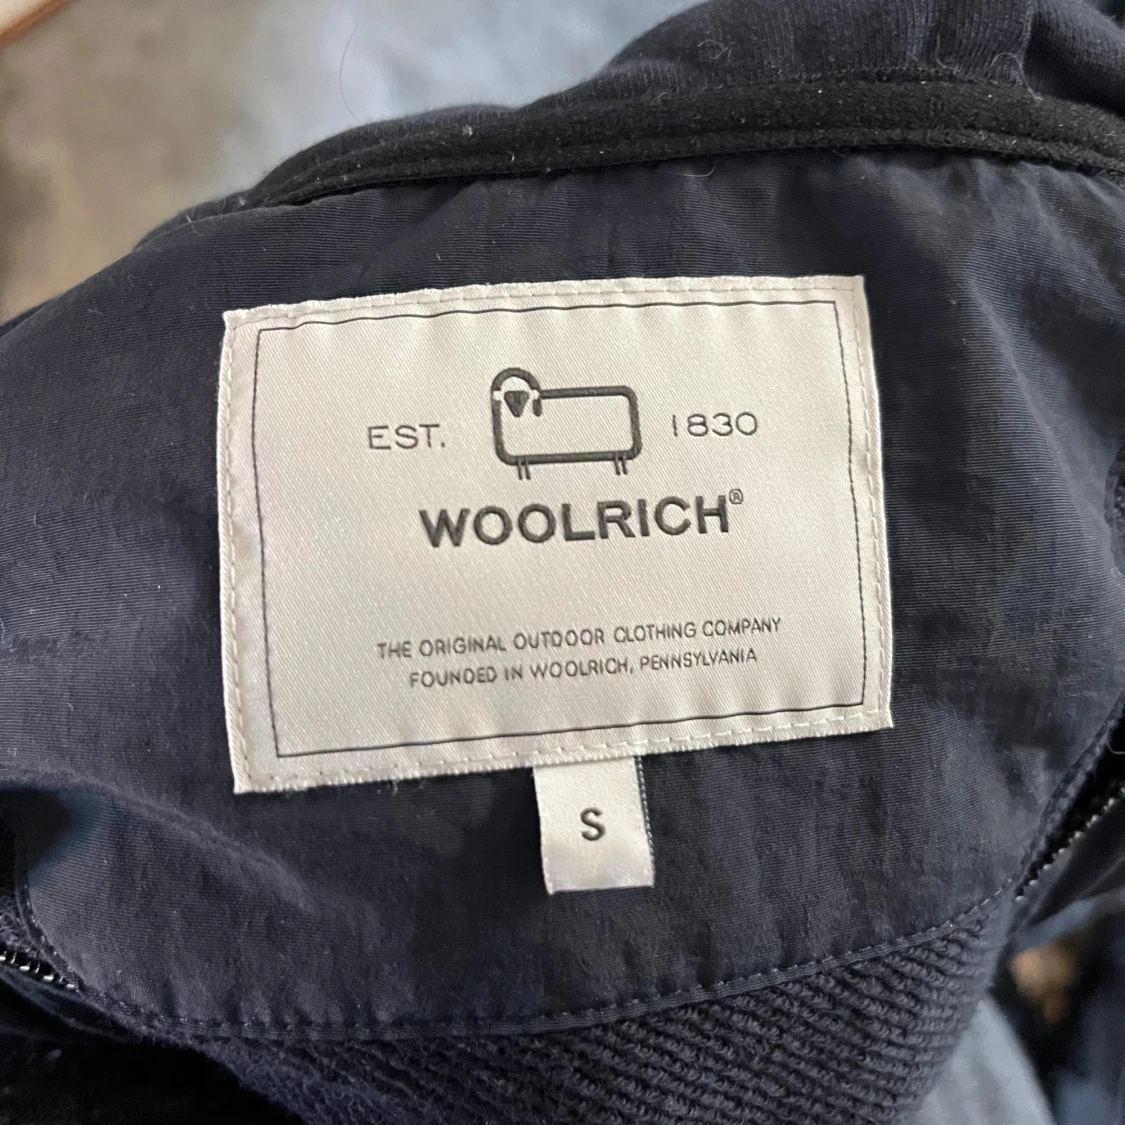 EST. 1830
WOOLRICH®
THE ORIGINAL OUTDOOR CLOTHING COMPANY
FOUNDED IN WOOLRICH, PENNSYLVANIA
S